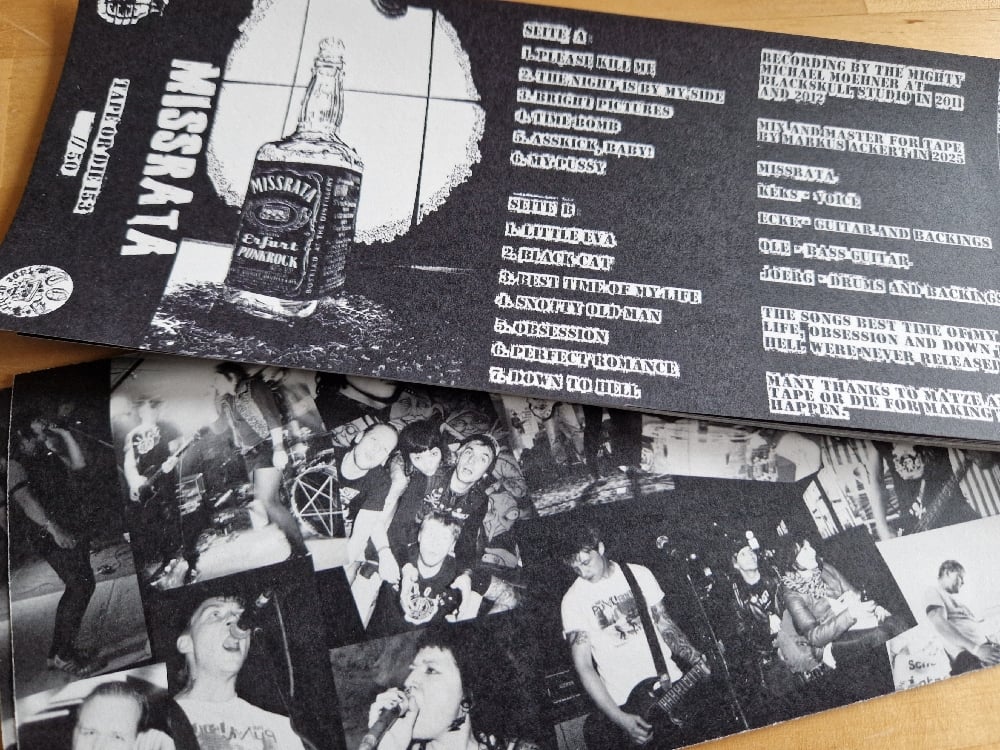 MISSRATA
TAPE OR DIE 153
MISSRATA
Erfurt
PUNKROCK
BOTTLED AT THE DISTILLERY
SEITE A:
1. PLEASE KILL ME
2. THE NIGHT IS BY MY SIDE
3. BRIGHT PICTURES
4. TIME BOMB
5. ASSKICK, BABY!
6. MY PUSSY
SEITE B:
1. LITTLE EVA
2. BLACK CAT
3. BEST TIME OF MY LIFE
4. SNOTTY OLD MAN
5. OBSESSION
6. PERFECT ROMANCE
7. DOWN TO HELL
RECORDING BY THE MIGHTY
MICHAEL MOEHNER AT
BLACKSKULL STUDIO IN 2011
AND 2012
MIX AND MASTER FOR TAPE
BY MARKUS ACKERT IN 2025
MISSRATA
KEKS - VOICE
ECKE - GUITAR AND BACKINGS
OLE - BASS GUITAR
JOERG - DRUMS AND BACKINGS
THE SONGS BEST TIME OF MY
LIFE, OBSESSION AND DOWN
HELL WERE NEVER RELEASED
MANY THANKS TO MATZE
TAPE OR DIE FOR MAKING
HAPPEN.